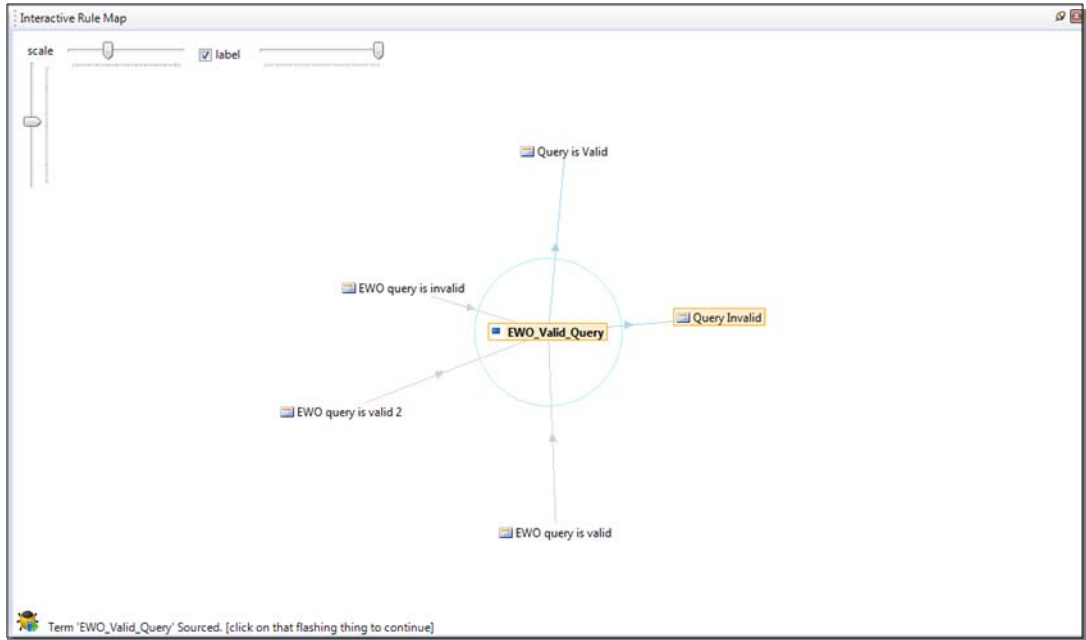 Interactive Rule Map
scale
label
Query is Valid
EWO query is invalid
Query Invalid
EWO_Valid_Query
EWO query is valid 2
EWO query is valid
Term 'EWO_Valid_Query' Sourced. [click on that flashing thing to continue]